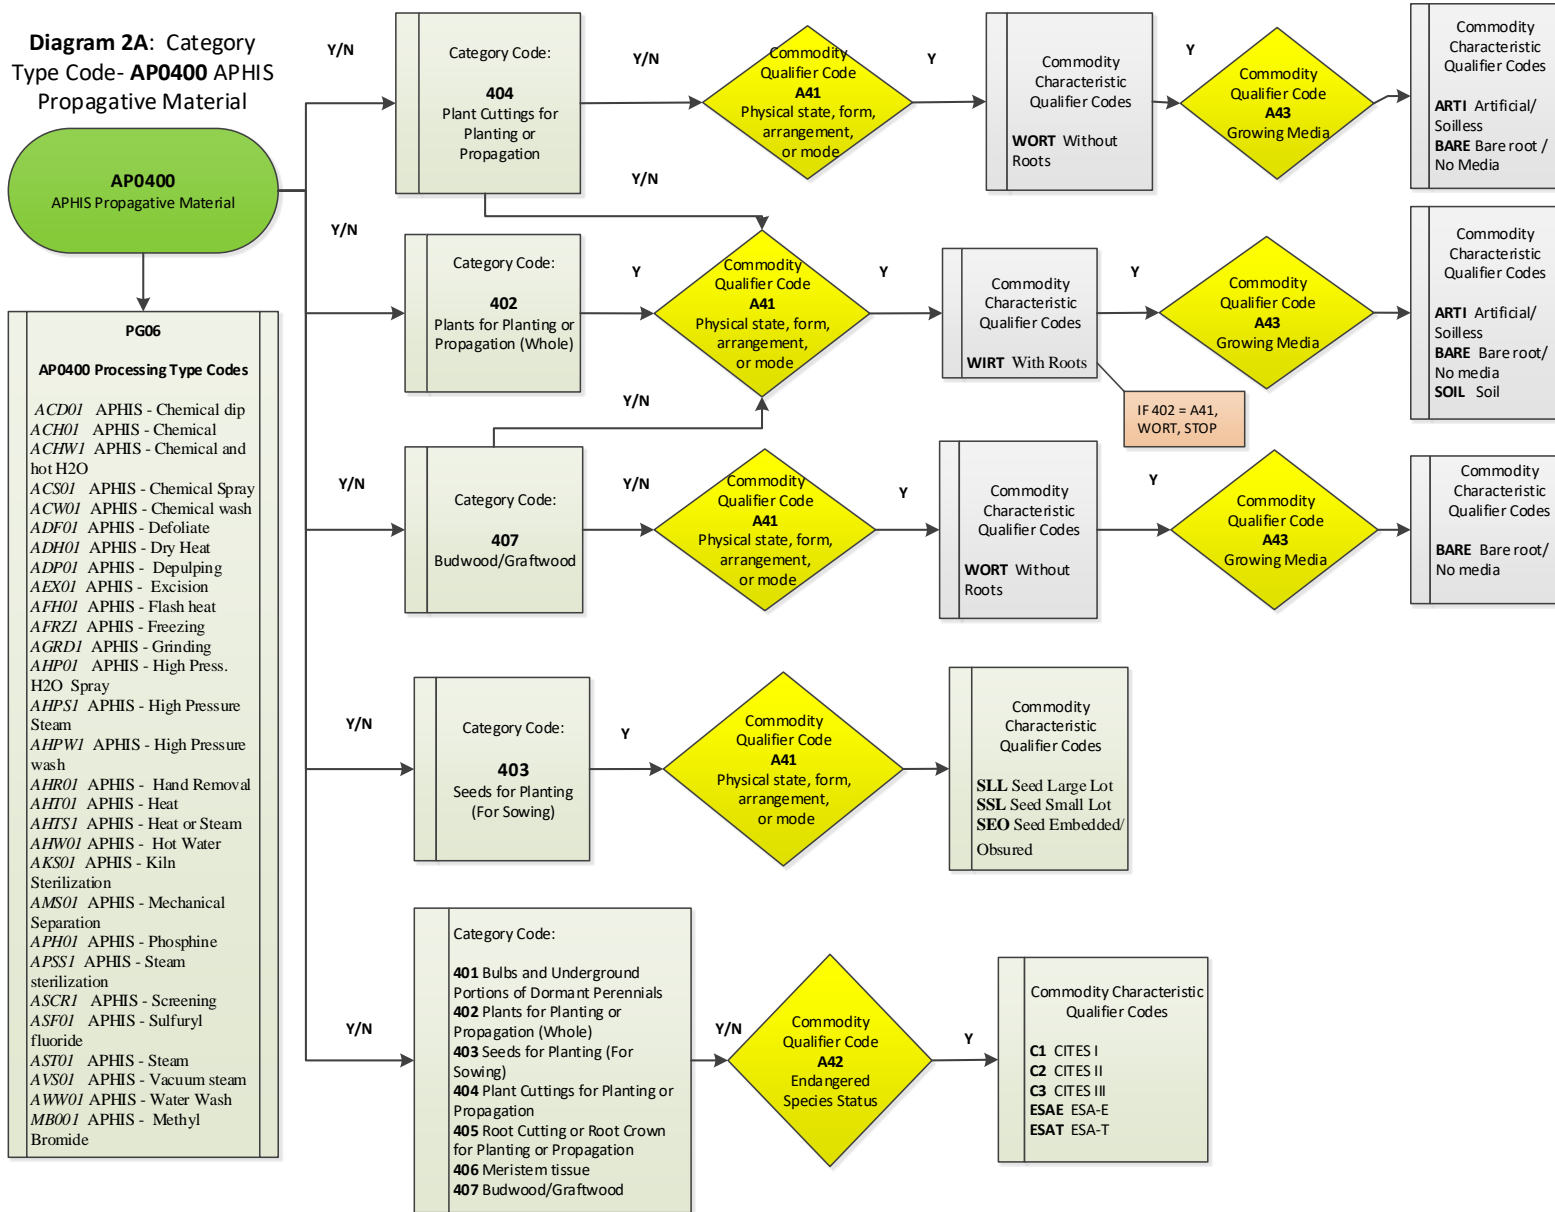 Diagram 2A: Category
Type Code- AP0400 APHIS
Propagative Material
AP0400
APHIS Propagative Material
PG06
AP0400 Processing Type Codes
ACD01 APHIS - Chemical dip
ACH01 APHIS - Chemical
ACHW1 APHIS - Chemical and
hot H2O
ACS01 APHIS - Chemical Spray
ACW01 APHIS - Chemical wash
ADF01 APHIS - Defoliate
ADH01 APHIS - Dry Heat
ADP01 APHIS - Depulping
AEX01 APHIS - Excision
AFH01 APHIS - Flash heat
AFRZ1 APHIS - Freezing
AGRD1 APHIS - Grinding
AHP01 APHIS - High Press.
H2O Spray
AHPS1 APHIS - High Pressure
Steam
AHPW1 APHIS - High Pressure
wash
AHR01 APHIS - Hand Removal
AHT01 APHIS - Heat
AHTS1 APHIS - Heat or Steam
AHW01 APHIS - Hot Water
AKS01 APHIS - Kiln
Sterilization
AMS01 APHIS - Mechanical
Separation
APH01 APHIS - Phosphine
APSS1 APHIS - Steam
sterilization
ASCR1 APHIS - Screening
ASF01 APHIS - Sulfuryl
fluoride
AST01 APHIS - Steam
AVS01 APHIS - Vacuum steam
AWW01 APHIS - Water Wash
MB001 APHIS - Methyl
Bromide
Y/N
Category Code:
404
Plant Cuttings for
Planting or
Propagation
Y/N
Commodity
Qualifier Code
A41
Physical state, form,
arrangement,
or mode
Y
Commodity
Characteristic
Qualifier Codes
WORT Without
Roots
Y
Commodity
Qualifier Code
A43
Growing Media
Commodity
Characteristic
Qualifier Codes
ARTI Artificial/
Soilless
BARE Bare root /
No Media
Y/N
Y/N
Category Code:
402
Plants for Planting or
Propagation (Whole)
Y
Commodity
Qualifier Code
A41
Physical state, form,
arrangement,
or mode
Y
Commodity
Characteristic
Qualifier Codes
WIRT With Roots
IF 402 = A41,
WORT, STOP
Y
Commodity
Qualifier Code
A43
Growing Media
Commodity
Characteristic
Qualifier Codes
ARTI Artificial/
Soilless
BARE Bare root/
No media
SOIL Soil
Y/N
Y/N
Category Code:
407
Budwood/Graftwood
Y/N
Commodity
Qualifier Code
A41
Physical state, form,
arrangement,
or mode
Y
Commodity
Characteristic
Qualifier Codes
WORT Without
Roots
Y
Commodity
Qualifier Code
A43
Growing Media
Commodity
Characteristic
Qualifier Codes
BARE Bare root/
No media
Y/N
Category Code:
403
Seeds for Planting
(For Sowing)
Y
Commodity
Qualifier Code
A41
Physical state, form,
arrangement,
or mode
Commodity
Characteristic
Qualifier Codes
SLL Seed Large Lot
SSL Seed Small Lot
SEO Seed Embedded/
Obsured
Y/N
Category Code:
401 Bulbs and Underground
Portions of Dormant Perennials
402 Plants for Planting or
Propagation (Whole)
403 Seeds for Planting (For
Sowing)
404 Plant Cuttings for Planting or
Propagation
405 Root Cutting or Root Crown
for Planting or Propagation
406 Meristem tissue
407 Budwood/Graftwood
Y/N
Commodity
Qualifier Code
A42
Endangered
Species Status
Y
Commodity Characteristic
Qualifier Codes
C1 CITES I
C2 CITES II
C3 CITES III
ESAE ESA-E
ESAT ESA-T